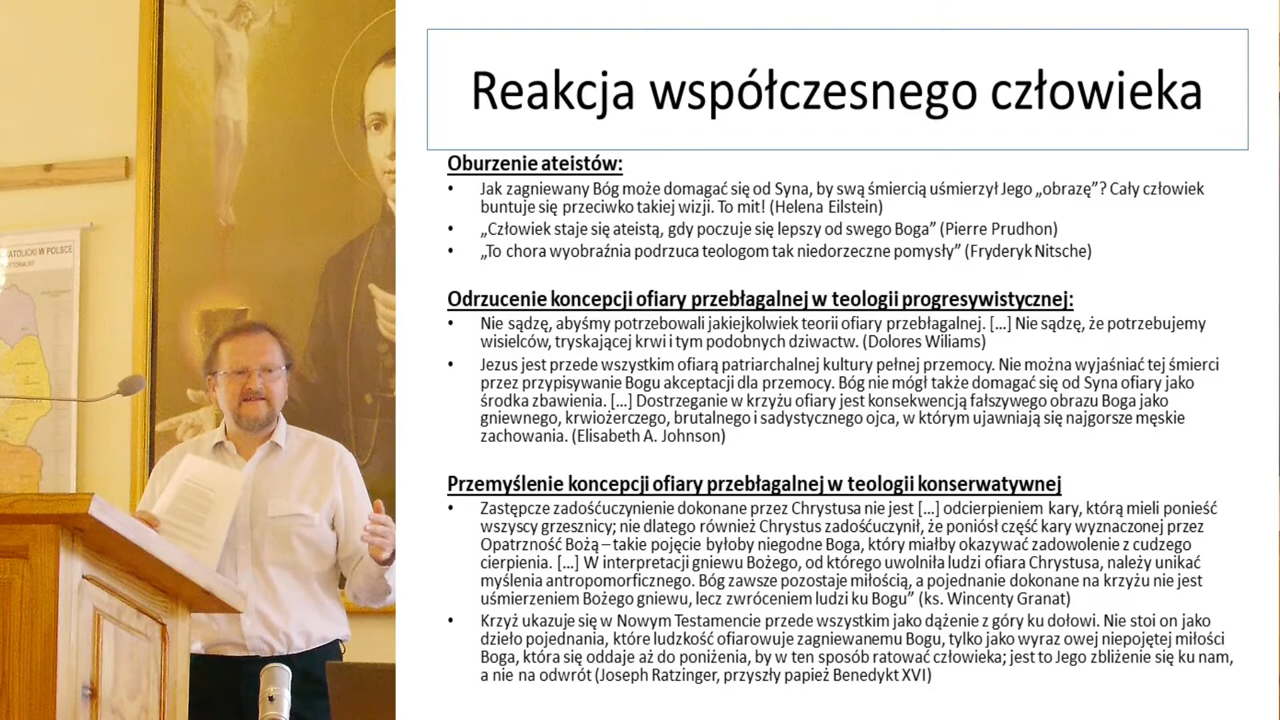 Reakcja współczesnego człowieka
Oburzenie ateistów:
• Jak zagniewany Bóg może domagać się od Syna, by swą śmiercią uśmierzył Jego „obrazę”? Cały człowiek
buntuje się przeciwko takiej wizji. To mit! (Helena Eilstein)
• „Człowiek staje się ateistą, gdy poczuje się lepszy od swego Boga” (Pierre Prudhon)
• „To chora wyobraźnia podrzuca teologom tak niedorzeczne pomysły” (Fryderyk Nitsche)
Odrzucenie koncepcji ofiary przebłagalnej w teologii progresywistycznej:
• Nie sądzę, abyśmy potrzebowali jakiejkolwiek teorii ofiary przebłagalnej. […] Nie sądzę, że potrzebujemy
wisielców, tryskającej krwi i tym podobnych dziwactw. (Dolores Wiliams)
• Jezus jest przede wszystkim ofiarą patriarchalnej kultury pełnej przemocy. Nie można wyjaśniać tej śmierci
przez przypisywanie Bogu akceptacji dla przemocy. Bóg nie mógł także domagać się od Syna ofiary jako
środka zbawienia. […] Dostrzeganie w krzyżu ofiary jest konsekwencją fałszywego obrazu Boga jako
gniewnego, krwiożerczego, brutalnego i sadystycznego ojca, w którym ujawniają się najgorsze męskie
zachowania. (Elisabeth A. Johnson)
Przemyślenie koncepcji ofiary przebłagalnej w teologii konserwatywnej
• Zastępcze zadośćuczynienie dokonane przez Chrystusa nie jest […] odcierpieniem kary, którą mieli ponieść
wszyscy grzesznicy; nie dlatego również Chrystus zadośćuczynił, że poniósł część kary wyznaczonej przez
Opatrzność Bożą – takie pojęcie byłoby niegodne Boga, który miałby okazywać zadowolenie z cudzego
cierpienia. […] W interpretacji gniewu Bożego, od którego uwolniła ludzi ofiara Chrystusa, należy unikać
myślenia antropomorficznego. Bóg zawsze pozostaje miłością, a pojednanie dokonane na krzyżu nie jest
uśmierzeniem Bożego gniewu, lecz zwróceniem ludzi ku Bogu” (ks. Wincenty Granat)
• Krzyż ukazuje się w Nowym Testamencie przede wszystkim jako dążenie z góry ku dołowi. Nie stoi on jako
dzieło pojednania, które ludzkość ofiarowuje zagniewanemu Bogu, tylko jako wyraz owej niepojętej miłości
Boga, która się oddaje aż do poniżenia, by w ten sposób ratować człowieka; jest to Jego zbliżenie się ku nam,
a nie na odwrót (Joseph Ratzinger, przyszły papież Benedykt XVI)
ATOLICKI W POLSCE